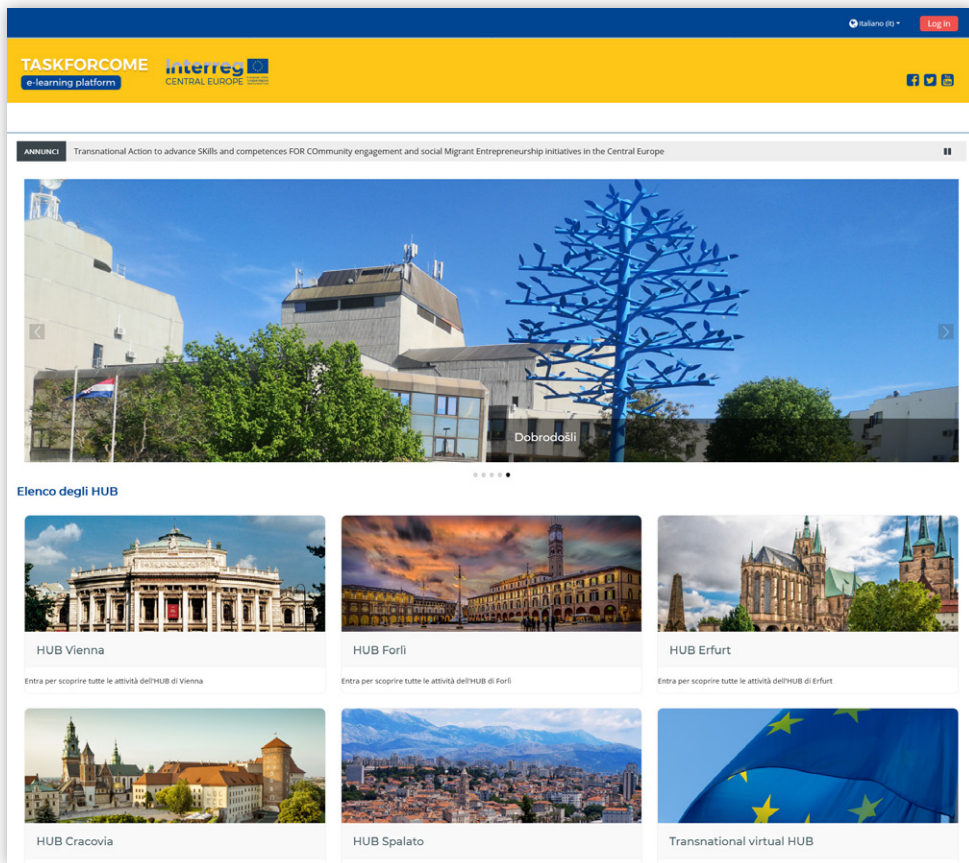 Italiano (it)
Log in
TASKFORCOME
e-learning platform
Interreg
CENTRAL EUROPE
ANNUNCI
Transnational Action to advance SKills and competences FOR COmmunity engagement and social Migrant Entrepreneurship initiatives in the Central Europe
Dobrodošli
Elenco degli HUB
HUB Vienna
HUB Forlì
HUB Erfurt
Entra per scoprire tutte le attività dell'HUB di Vienna
Entra per scoprire tutte le attività dell'HUB di Forlì
Entra per scoprire tutte le attività dell'HUB di Erfurt
HUB Cracovia
HUB Spalato
Transnational virtual HUB